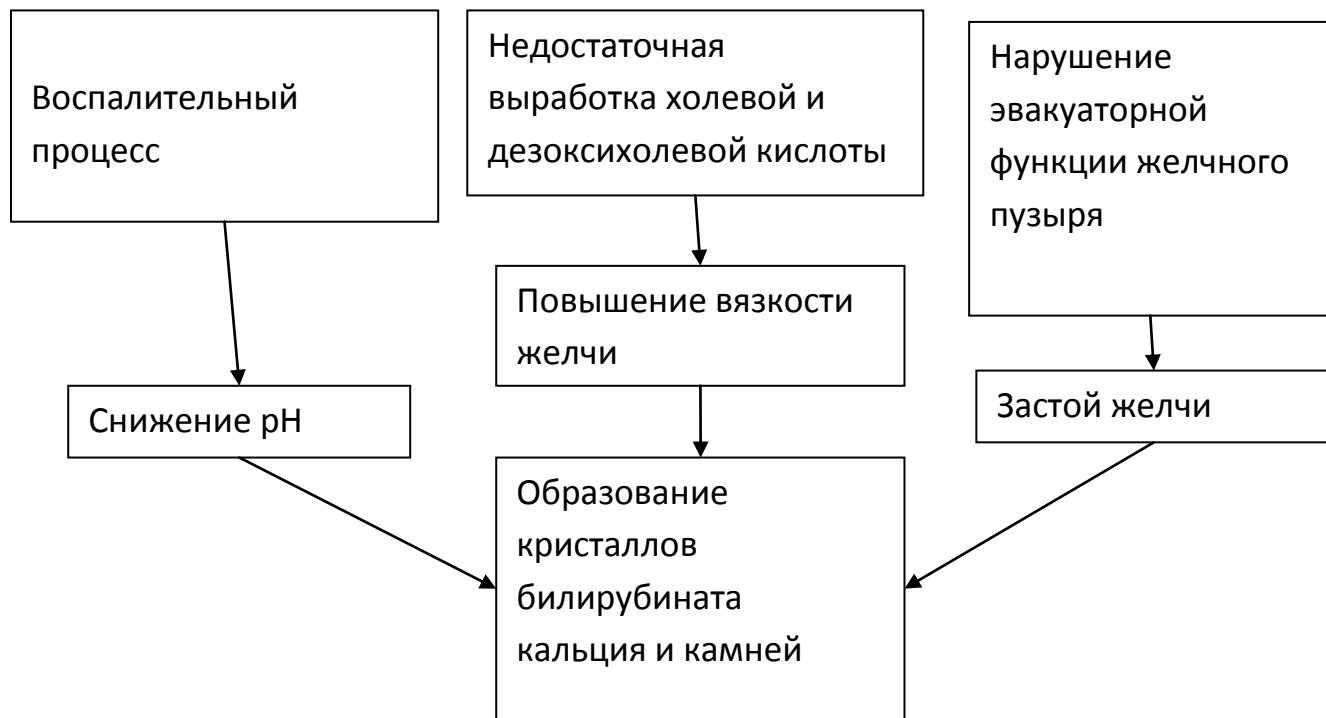 Воспалительный
процесс
Недостаточная
выработка холевой и
дезоксихолевой кислоты
Нарушение
эвакуаторной
функции желчного
пузыря
Повышение вязкости
желчи
Снижение pH
Застой желчи
Образование
кристаллов
билирубината
кальция и камней